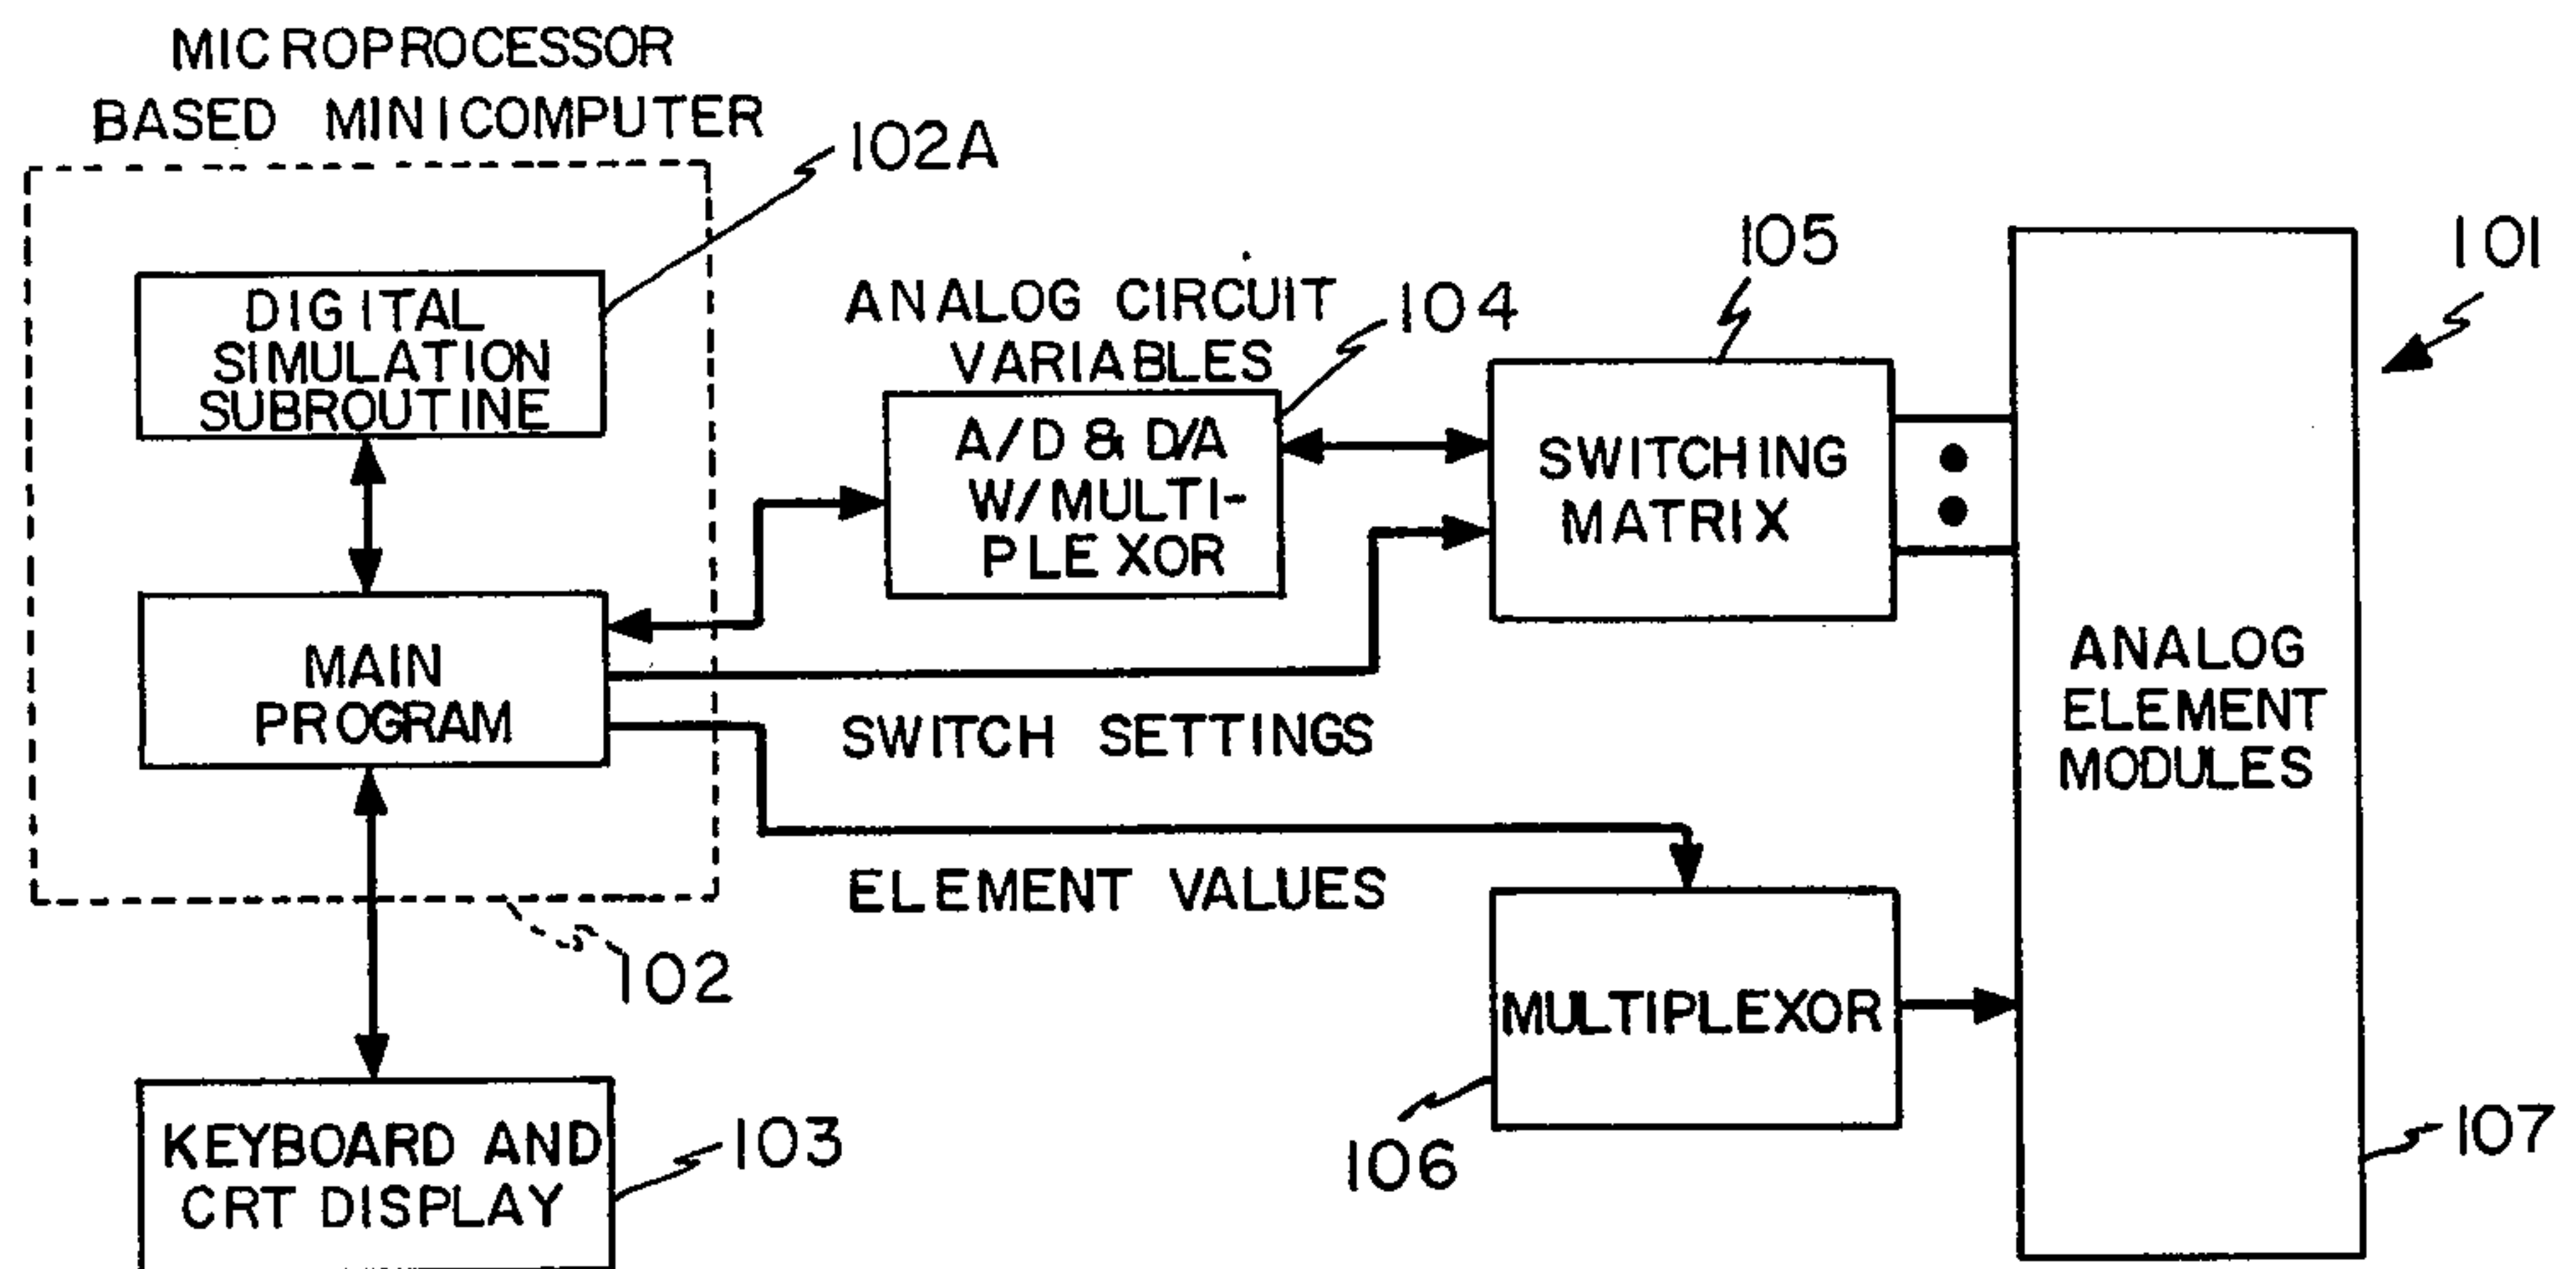 MICROPROCESSOR
BASED MINICOMPUTER
102A
DIGITAL
SIMULATION
SUBROUTINE
MAIN
PROGRAM
102
KEYBOARD AND
CRT DISPLAY
103
ANALOG CIRCUIT
VARIABLES
104
A/D & D/A
W/MULTI-
PLEXOR
SWITCH SETTINGS
ELEMENT VALUES
105
SWITCHING
MATRIX
MULTIPLEXOR
106
101
ANALOG
ELEMENT
MODULES
107